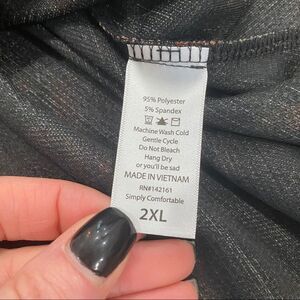 95% Polyester
5% Spandex
Machine Wash Cold
Gentle Cycle
Do Not Bleach
Hang Dry
or you'll be sad
MADE IN VIETNAM
RN#142161
Simply Comfortable
2XL